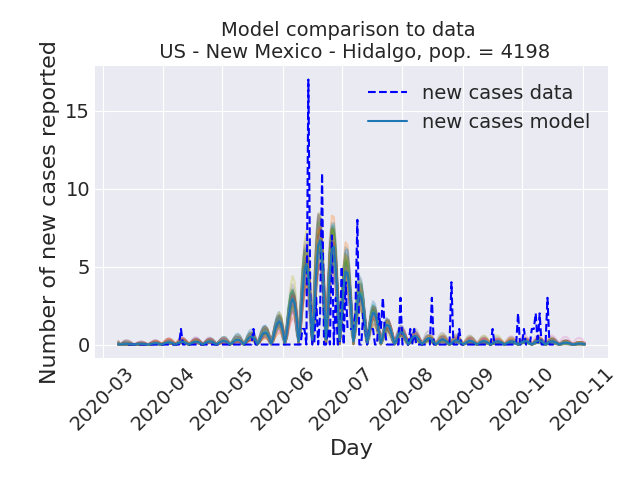 Model comparison to data
US - New Mexico - Hidalgo, pop. = 4198
Number of new cases reported
15
10
5
0
new cases data
new cases model
2020-03
2020-04
2020-05
2020-06
2020-07
2020-08
2020-09
2020-10
2020-11
Day